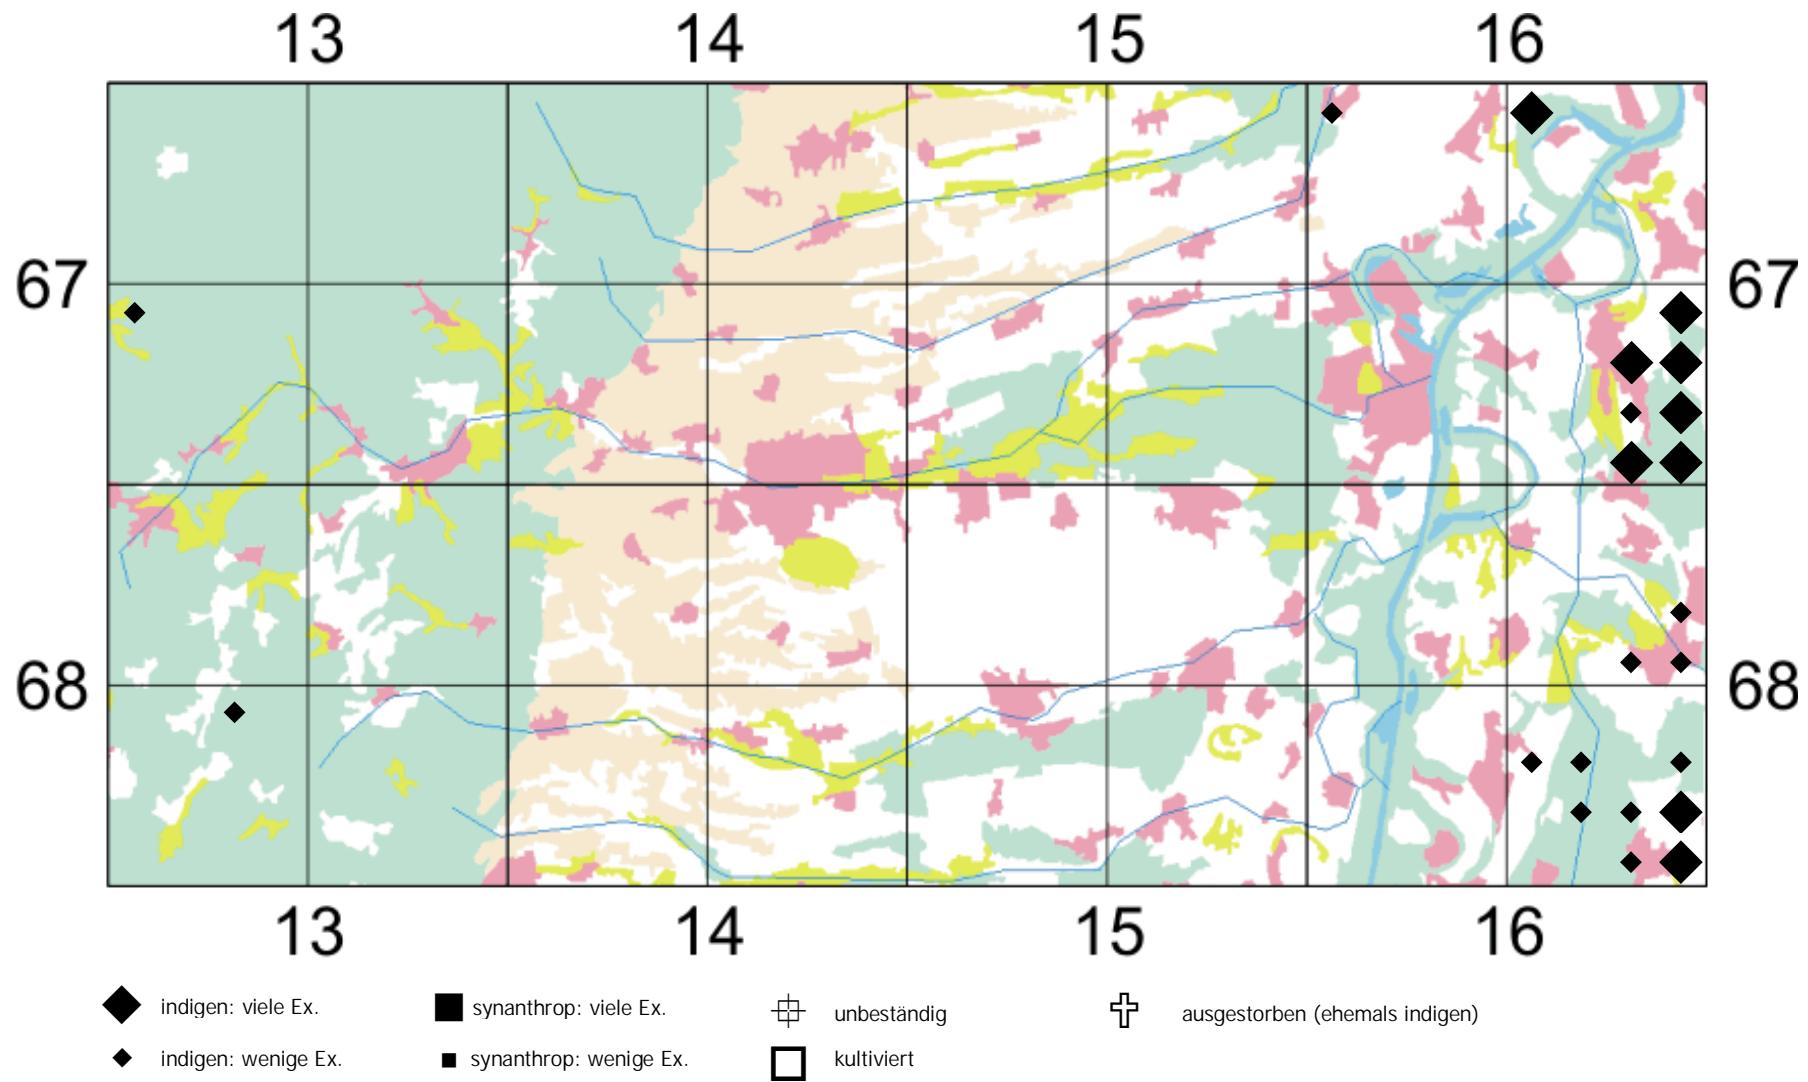 13 14 15 16
67 67
68 68
13 14 15 16
indigen: viele Ex. synanthrop: viele Ex. unbeständig ausgestorben (ehemals indigen)
indigen: wenige Ex. synanthrop: wenige Ex. kultiviert